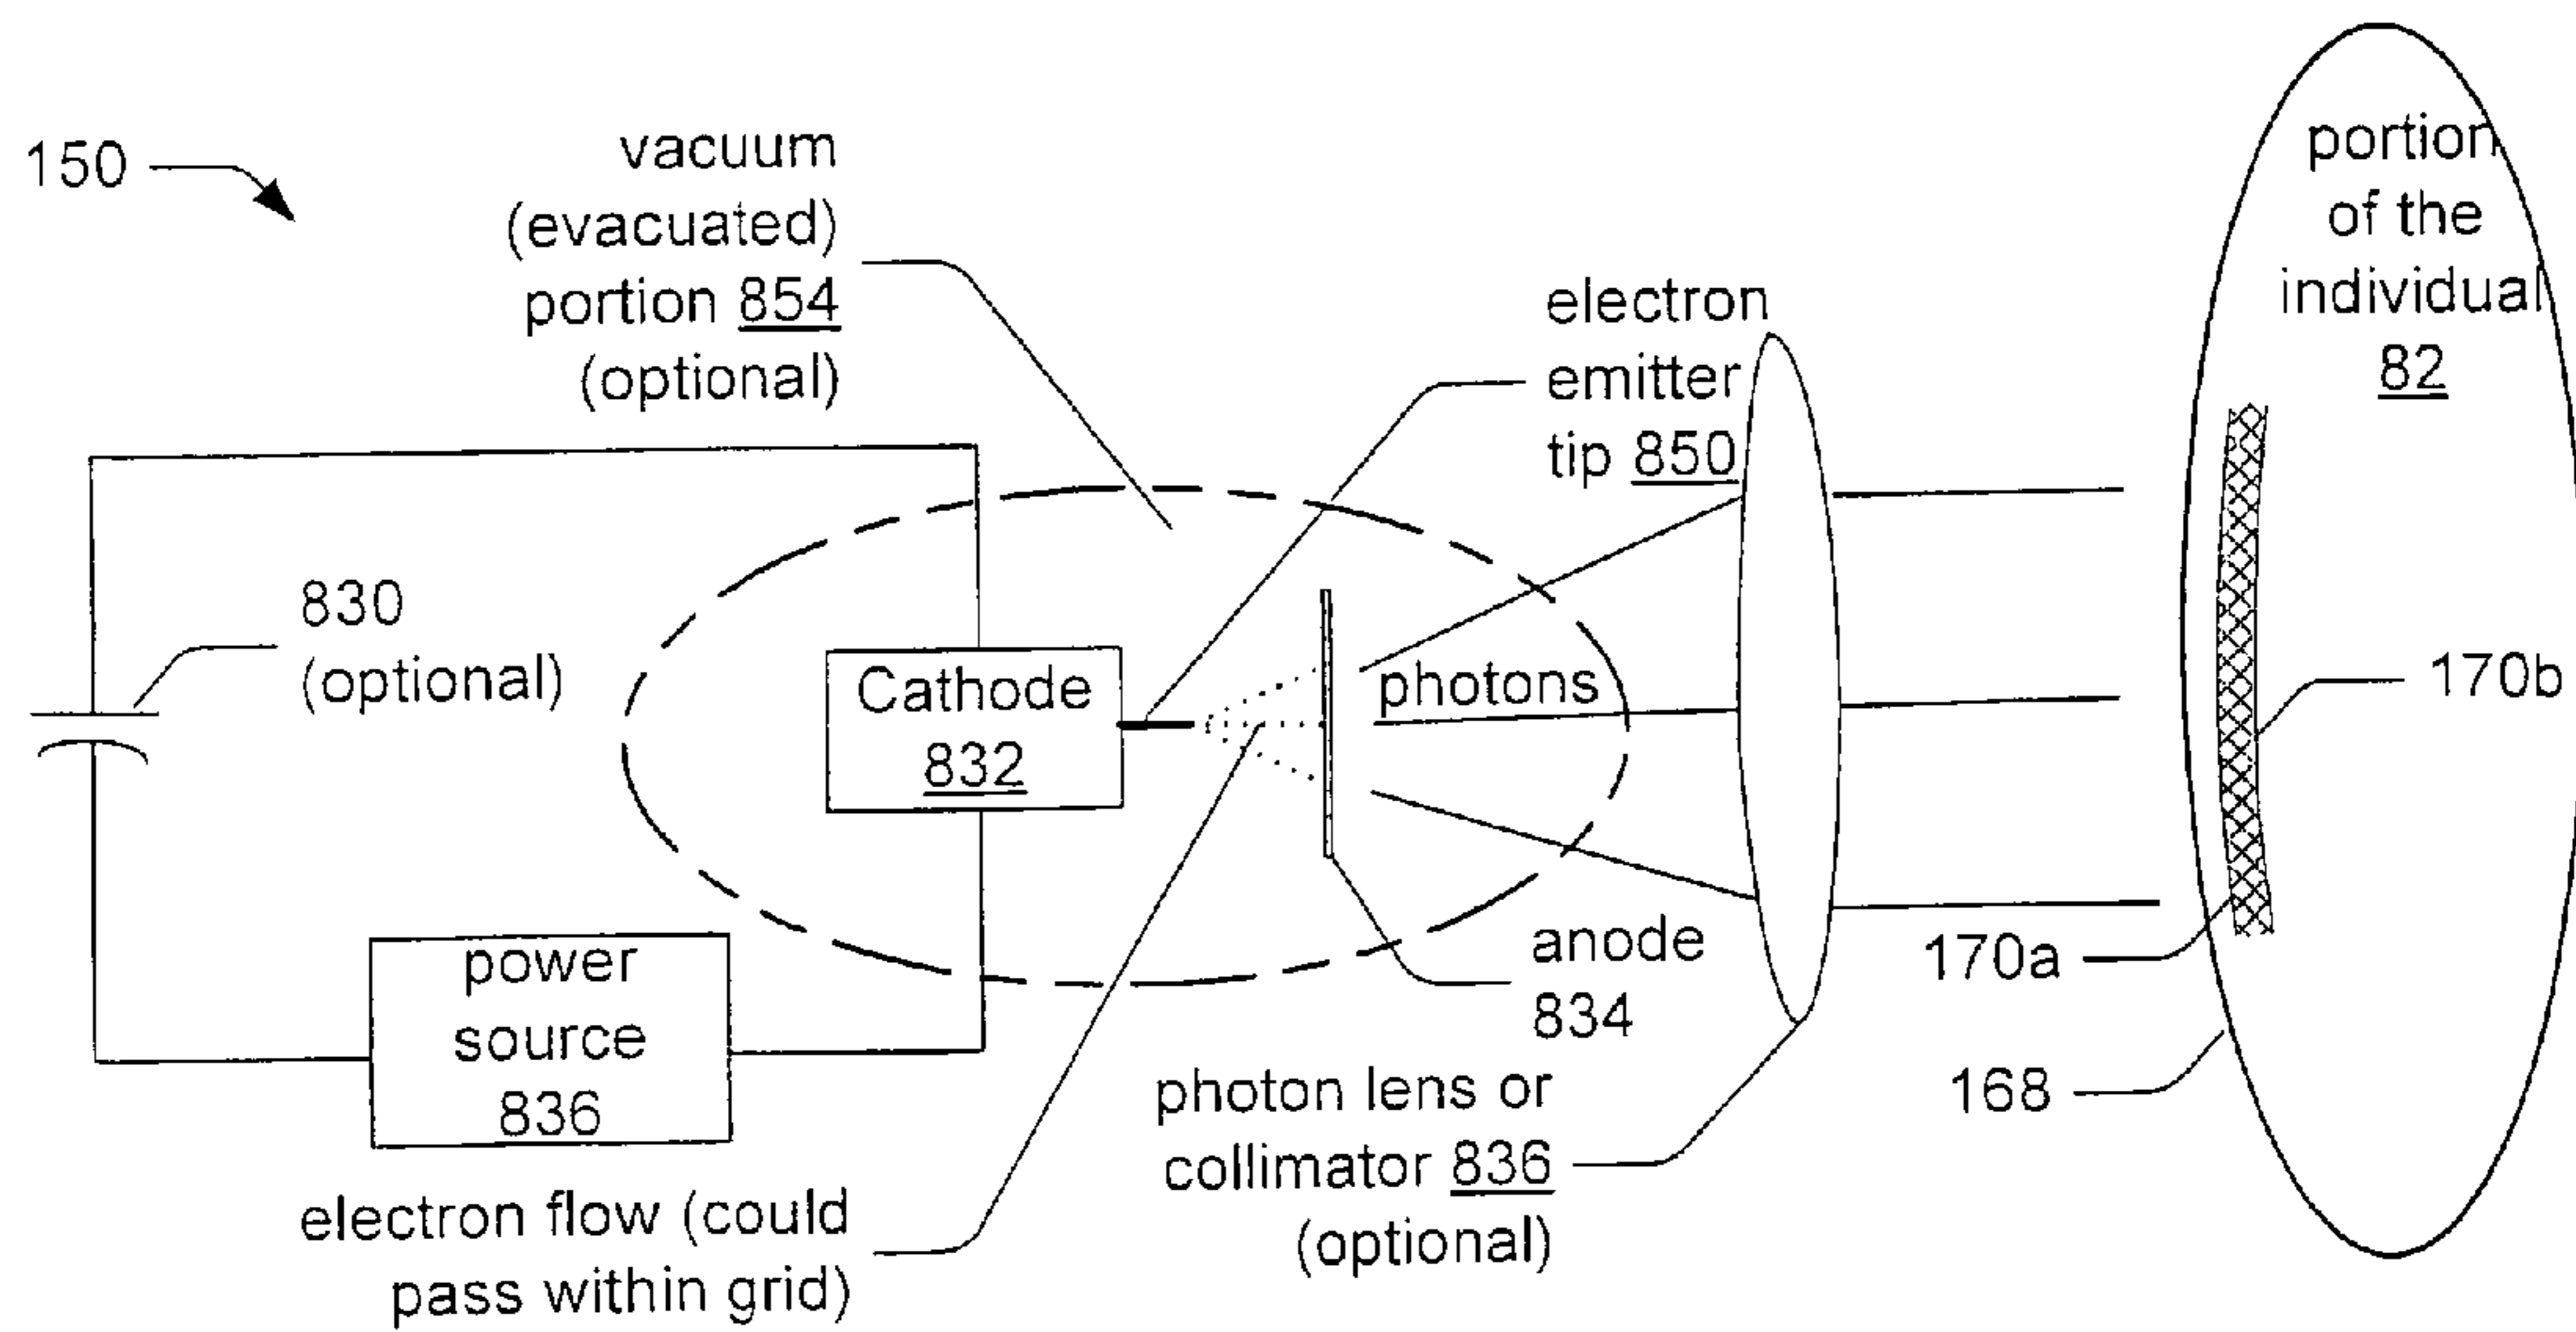 150
vacuum
(evacuated)
portion 854
(optional)
electron
emitter
tip 850
portion
of the
individual
82
830
(optional)
Cathode
832
photons
170b
power
source
836
anode
834
170a
168
photon lens or
collimator 836
(optional)
electron flow (could
pass within grid)